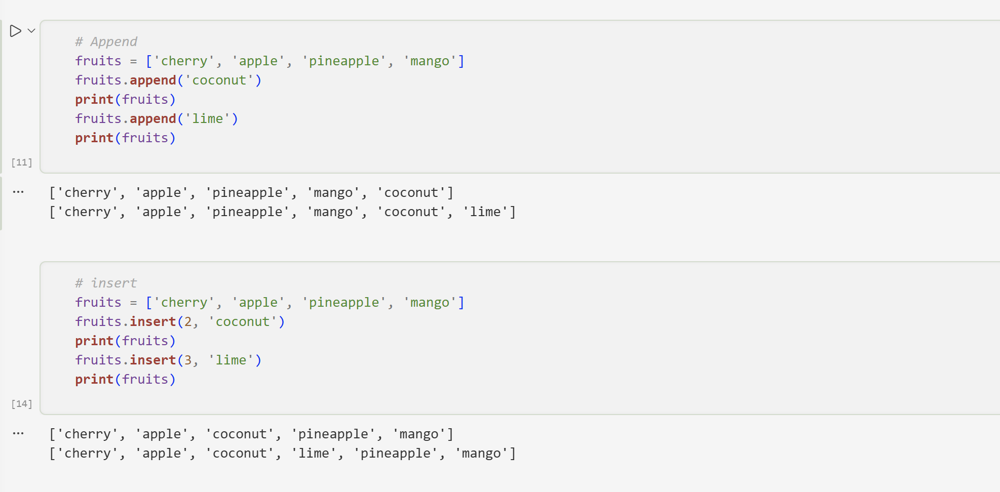 # Append
fruits = ['cherry', 'apple', 'pineapple', 'mango']
fruits.append('coconut')
print(fruits)
fruits.append('lime')
print(fruits)
[11]
... ['cherry', 'apple', 'pineapple', 'mango', 'coconut']
['cherry', 'apple', 'pineapple', 'mango', 'coconut', 'lime']
# insert
fruits = ['cherry', 'apple', 'pineapple', 'mango']
fruits.insert(2, 'coconut')
print(fruits)
fruits.insert(3, 'lime')
print(fruits)
[14]
... ['cherry', 'apple', 'coconut', 'pineapple', 'mango']
['cherry', 'apple', 'coconut', 'lime', 'pineapple', 'mango']